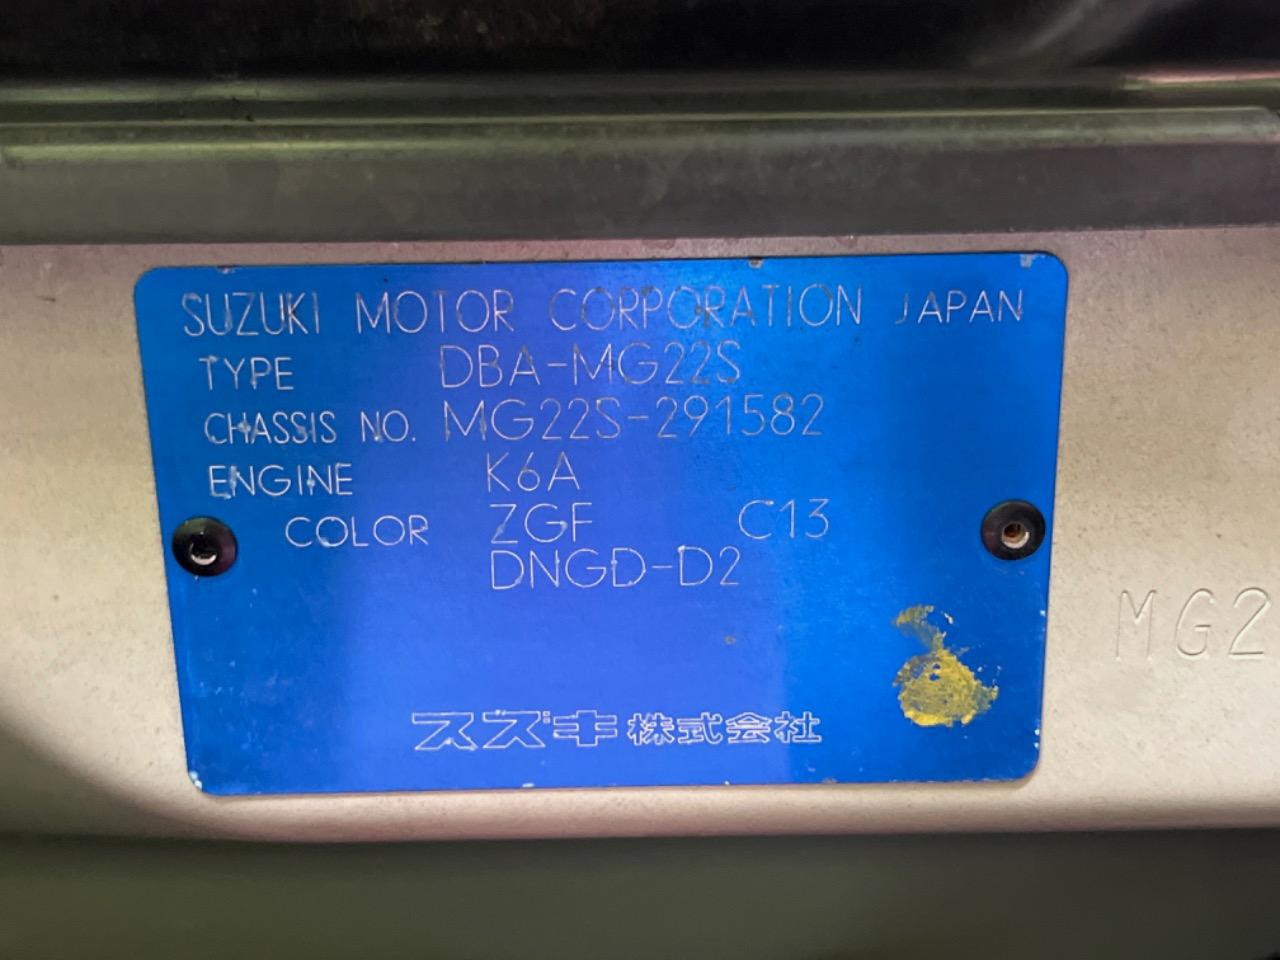 SUZUKI MOTOR CORPORATION JAPAN
TYPE DBA-MG22S
CHASSIS NO. MG22S-291582
ENGINE K6A
COLOR ZGF C13
DNGD-D2
MG2
スズキ株式会社